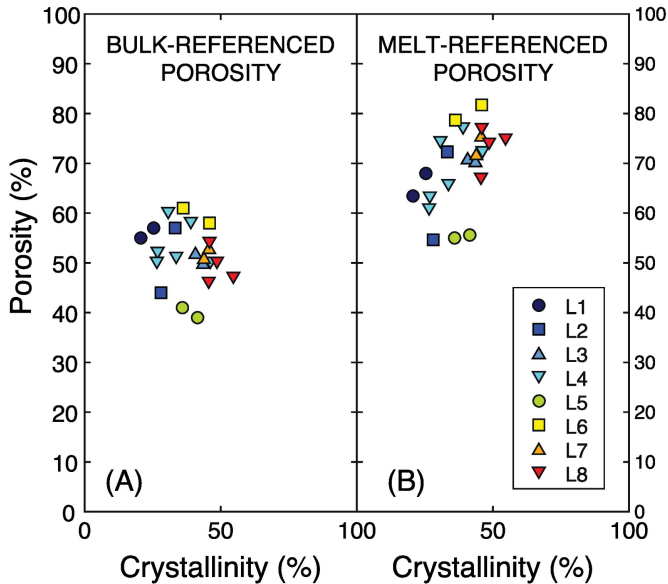 BULK-REFERENCED
POROSITY
MELT-REFERENCED
POROSITY
Porosity (%)
100
90
80
70
60
50
40
30
20
10
0
100
90
80
70
60
50
40
30
20
10
0
(A)
(B)
L1
L2
L3
L4
L5
L6
L7
L8
0
50
100
50
100
Crystallinity (%)
Crystallinity (%)